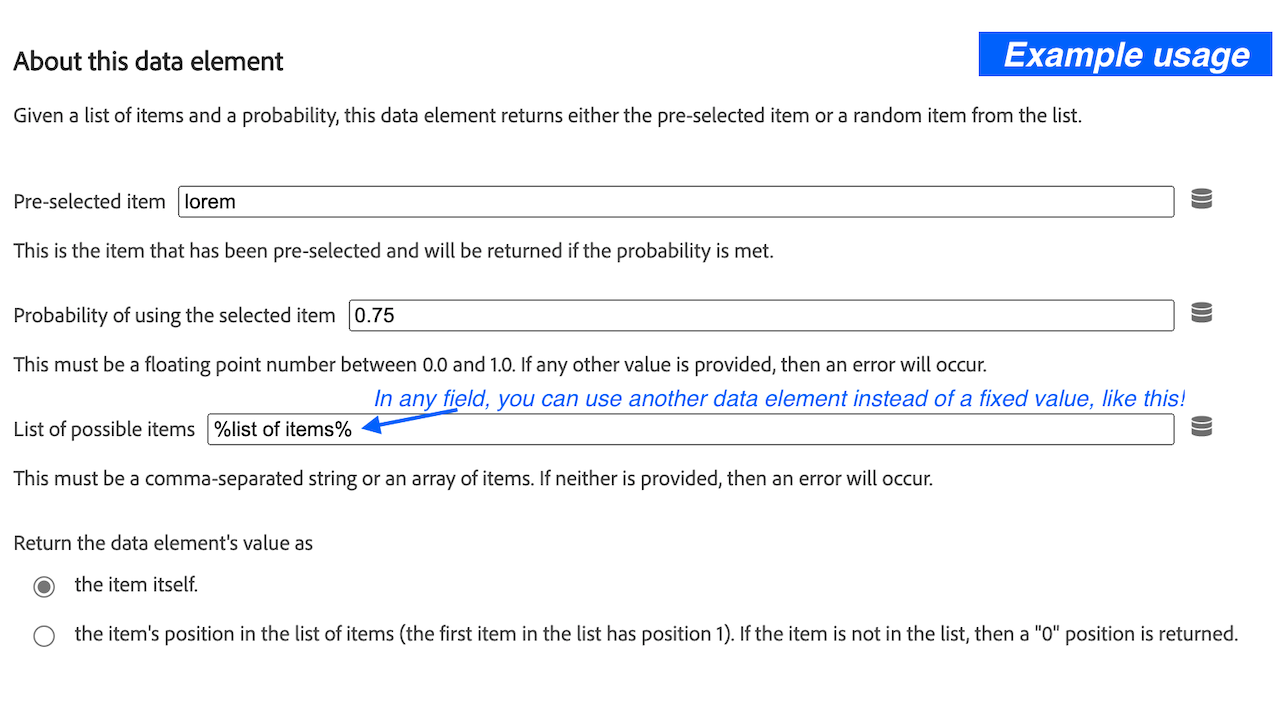 Example usage
About this data element
Given a list of items and a probability, this data element returns either the pre-selected item or a random item from the list.
Pre-selected item lorem
This is the item that has been pre-selected and will be returned if the probability is met.
Probability of using the selected item 0.75
This must be a floating point number between 0.0 and 1.0. If any other value is provided, then an error will occur.
In any field, you can use another data element instead of a fixed value, like this!
List of possible items %list of items%
This must be a comma-separated string or an array of items. If neither is provided, then an error will occur.
Return the data element's value as
the item itself.
the item's position in the list of items (the first item in the list has position 1). If the item is not in the list, then a "0" position is returned.